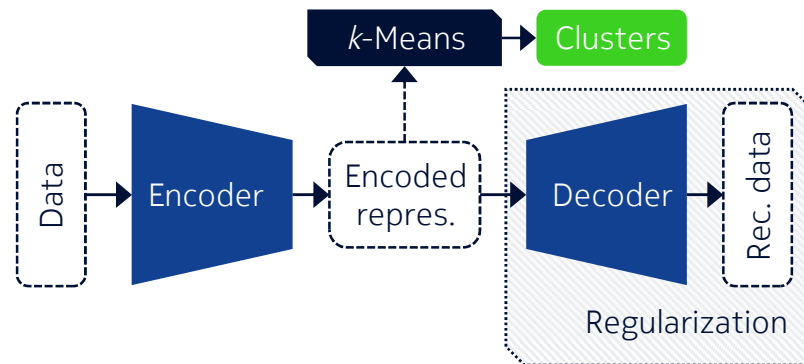 k-Means
Clusters
Data
Encoder
Encoded
repres.
Decoder
Rec. data
Regularization